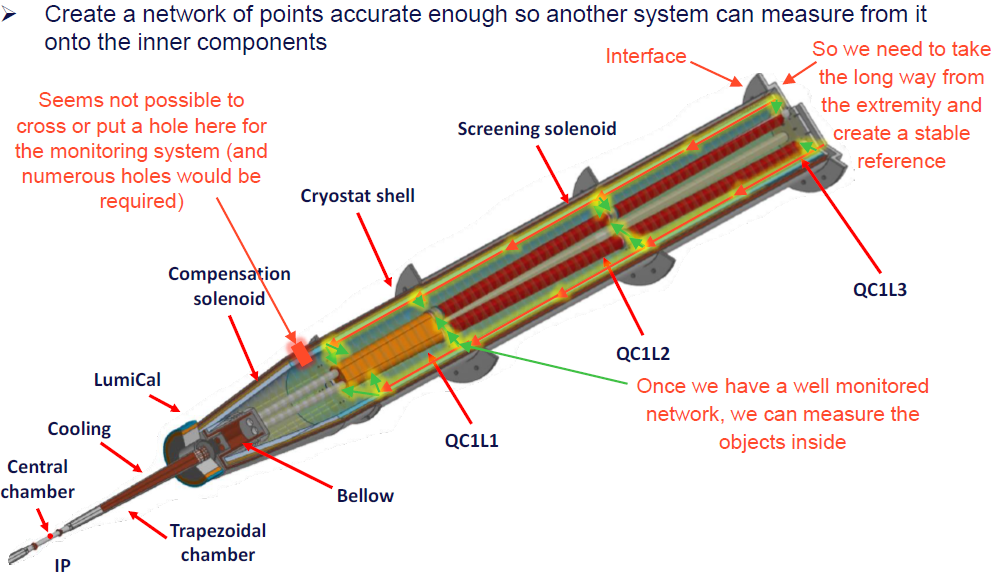 ➢ Create a network of points accurate enough so another system can measure from it
onto the inner components
Interface
So we need to take
the long way from
the extremity and
create a stable
reference
Seems not possible to
cross or put a hole here for
the monitoring system (and
numerous holes would be
required)
Screening solenoid
Cryostat shell
Compensation
solenoid
QC1L3
QC1L2
LumiCal
Once we have a well monitored
network, we can measure the
objects inside
Cooling
QC1L1
Central
chamber
Bellow
Trapezoidal
chamber
IP